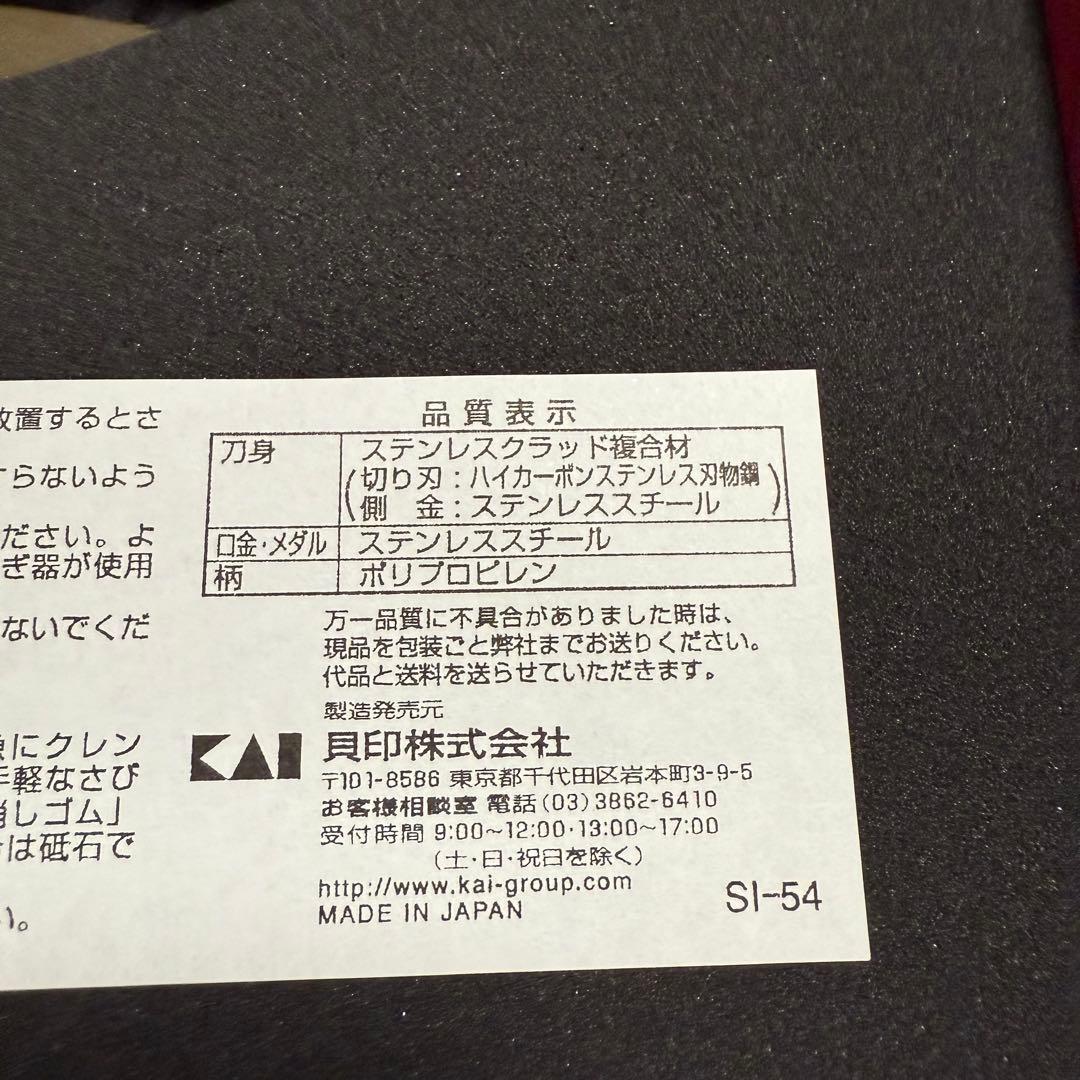 放置するとさ
らないよう
ださい。よ
ぎ器が使用
ないでくだ
にクレン
手軽なさび
消しゴム」
は砥石で
い。
品質表示
刀身 ステンレスクラッド複合材
(切り刃：ハイカーボンステンレス刃物鋼
側　金：ステンレススチール)
口金・メダル ステンレススチール
柄 ポリプロピレン
万一品質に不具合がありました時は、
現品を包装ごと弊社までお送りください。
代品と送料を送らせていただきます。
製造発売元
KAI 貝印株式会社
〒101-8586 東京都千代田区岩本町3-9-5
お客様相談室 電話(03)3862-6410
受付時間 9:00～12:00・13:00～17:00
(土・日・祝日を除く)
http://www.kai-group.com
MADE IN JAPAN
SI-54